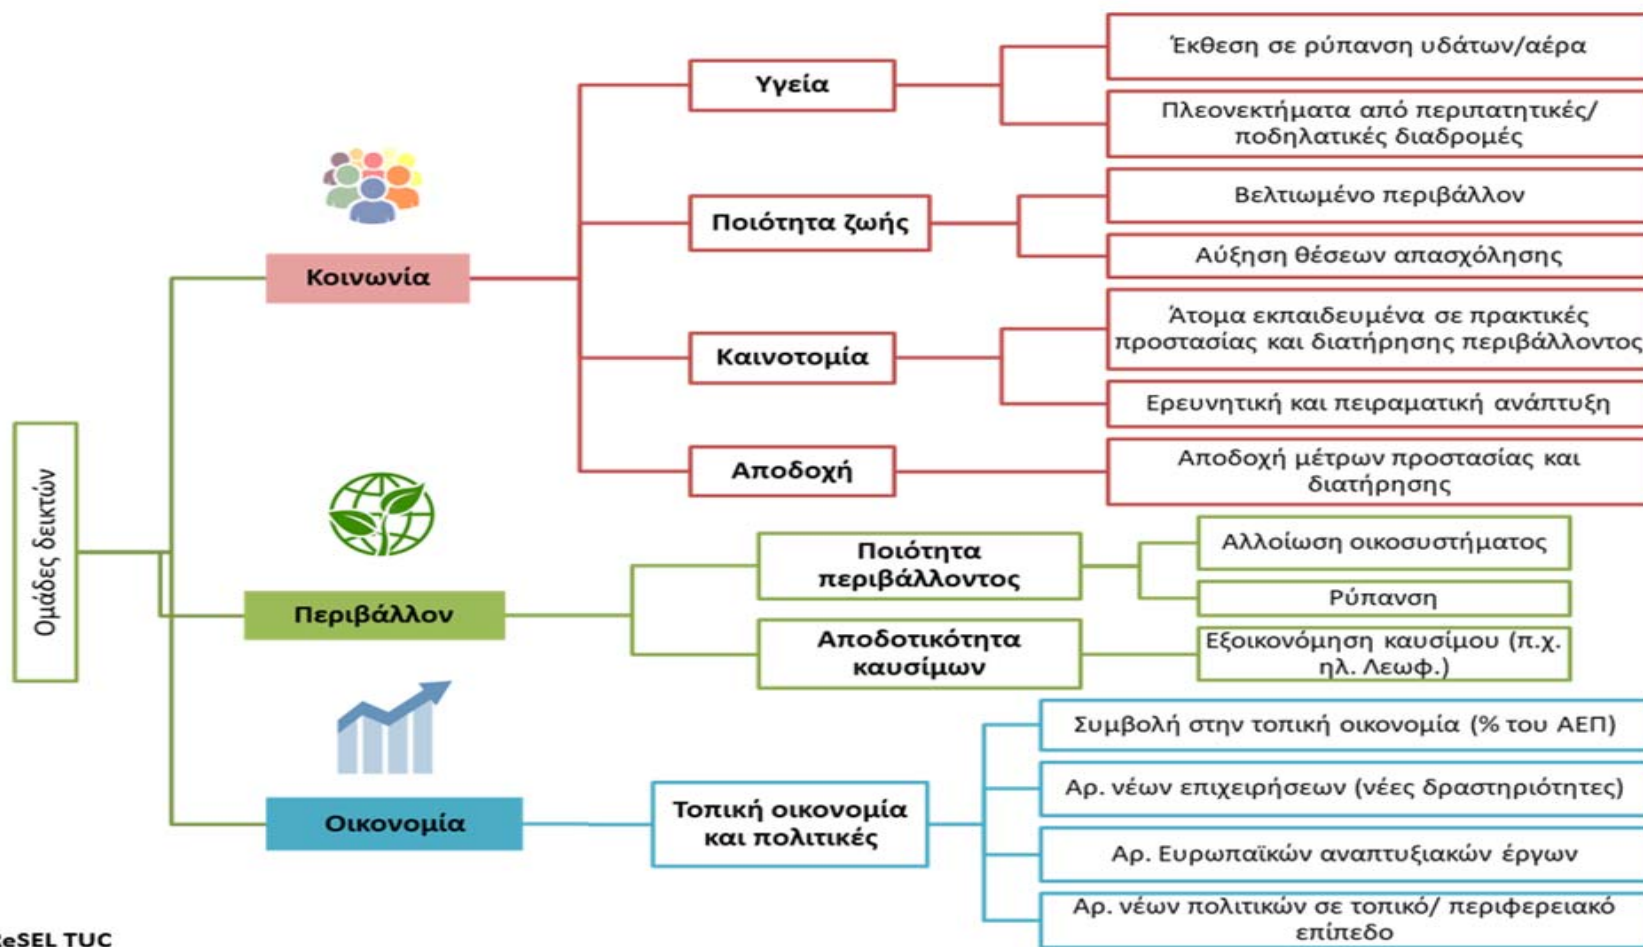 Ομάδες δεικτών
Κοινωνία
Υγεία
Έκθεση σε ρύπανση υδάτων/αέρα
Πλεονεκτήματα από περιπατητικές/
ποδηλατικές διαδρομές
Ποιότητα ζωής
Βελτιωμένο περιβάλλον
Αύξηση θέσεων απασχόλησης
Καινοτομία
Άτομα εκπαιδευμένα σε πρακτικές
προστασίας και διατήρησης περιβάλλοντος
Ερευνητική και πειραματική ανάπτυξη
Αποδοχή
Αποδοχή μέτρων προστασίας και
διατήρησης
Περιβάλλον
Ποιότητα
περιβάλλοντος
Αλλοίωση οικοσυστήματος
Ρύπανση
Αποδοτικότητα
καυσίμων
Εξοικονόμηση καυσίμου (π.χ.
ηλ. Λεωφ.)
Οικονομία
Τοπική οικονομία
και πολιτικές
Συμβολή στην τοπική οικονομία (% του ΑΕΠ)
Αρ. νέων επιχειρήσεων (νέες δραστηριότητες)
Αρ. Ευρωπαϊκών αναπτυξιακών έργων
Αρ. νέων πολιτικών σε τοπικό/ περιφερειακό
επίπεδο
eSEL TUC